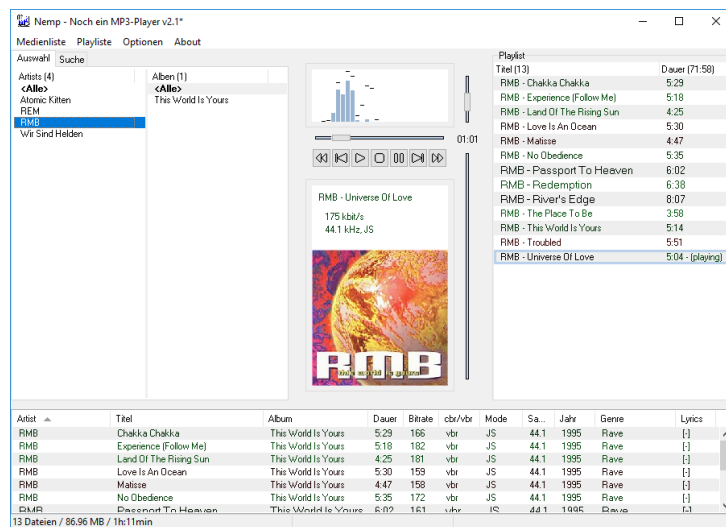 Nemp - Noch ein MP3-Player v2.1*
Medienliste Playliste Optionen About
Auswahl Suche
Artists (4) Alben (1)
<Alle> <Alle>
Atomic Kitten This World Is Yours
REM
RMB
Wir Sind Helden
01:01
RMB - Universe Of Love
175 kbit/s
44.1 kHz, JS
RMB
this world is yours
Playlist
Titel (13) Dauer (71:58)
RMB - Chakka Chakka 5:29
RMB - Experience (Follow Me) 5:18
RMB - Land Of The Rising Sun 4:25
RMB - Love Is An Ocean 5:30
RMB - Matisse 4:47
RMB - No Obedience 5:35
RMB - Passport To Heaven 6:02
RMB - Redemption 6:38
RMB - River's Edge 8:07
RMB - The Place To Be 3:58
RMB - This World Is Yours 5:14
RMB - Troubled 5:51
RMB - Universe Of Love 5:04 - (playing)
Artist Titel Album Dauer Bitrate cbr/vbr Mode Sa... Jahr Genre Lyrics
RMB Chakka Chakka This World Is Yours 5:29 166 vbr JS 44.1 1995 Rave [-]
RMB Experience (Follow Me) This World Is Yours 5:18 182 vbr JS 44.1 1995 Rave [-]
RMB Land Of The Rising Sun This World Is Yours 4:25 181 vbr JS 44.1 1995 Rave [-]
RMB Love Is An Ocean This World Is Yours 5:30 159 vbr JS 44.1 1995 Rave [-]
RMB Matisse This World Is Yours 4:47 158 vbr JS 44.1 1995 Rave [-]
RMB No Obedience This World Is Yours 5:35 172 vbr JS 44.1 1995 Rave [-]
RMB Passport To Heaven This World Is Yours 6:02 161 vbr JS 44.1 1995 Rave [-]
13 Dateien / 86.96 MB / 1h:11min